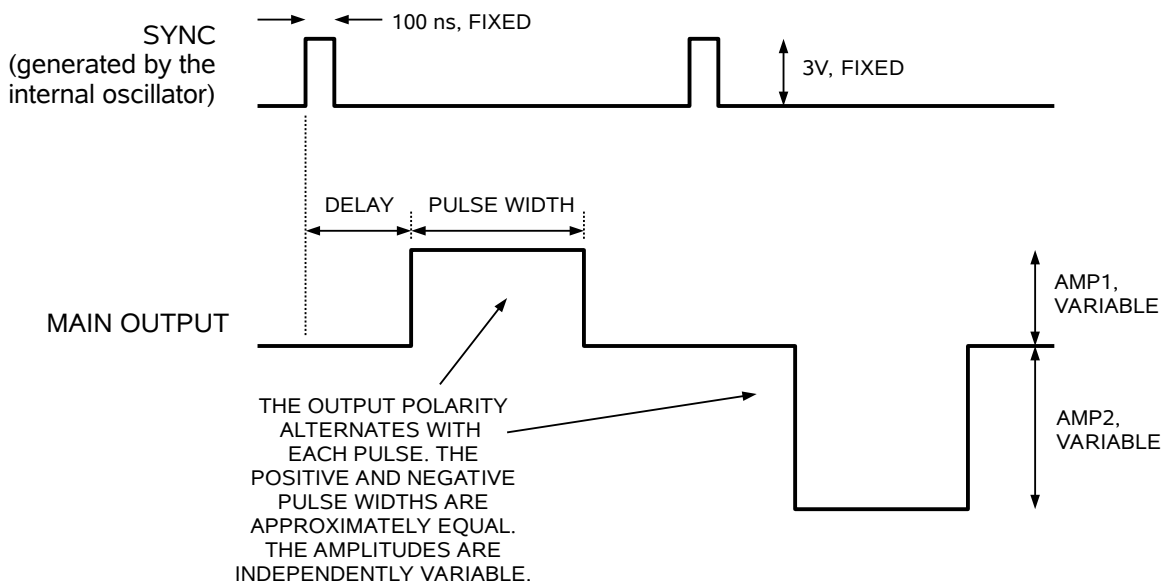 100 ns, FIXED
SYNC
(generated by the
internal oscillator)
3V, FIXED
DELAY
PULSE WIDTH
MAIN OUTPUT
AMP1,
VARIABLE
THE OUTPUT POLARITY
ALTERNATES WITH
EACH PULSE. THE
POSITIVE AND NEGATIVE
PULSE WIDTHS ARE
APPROXIMATELY EQUAL.
THE AMPLITUDES ARE
INDEPENDENTLY VARIABLE.
AMP2,
VARIABLE